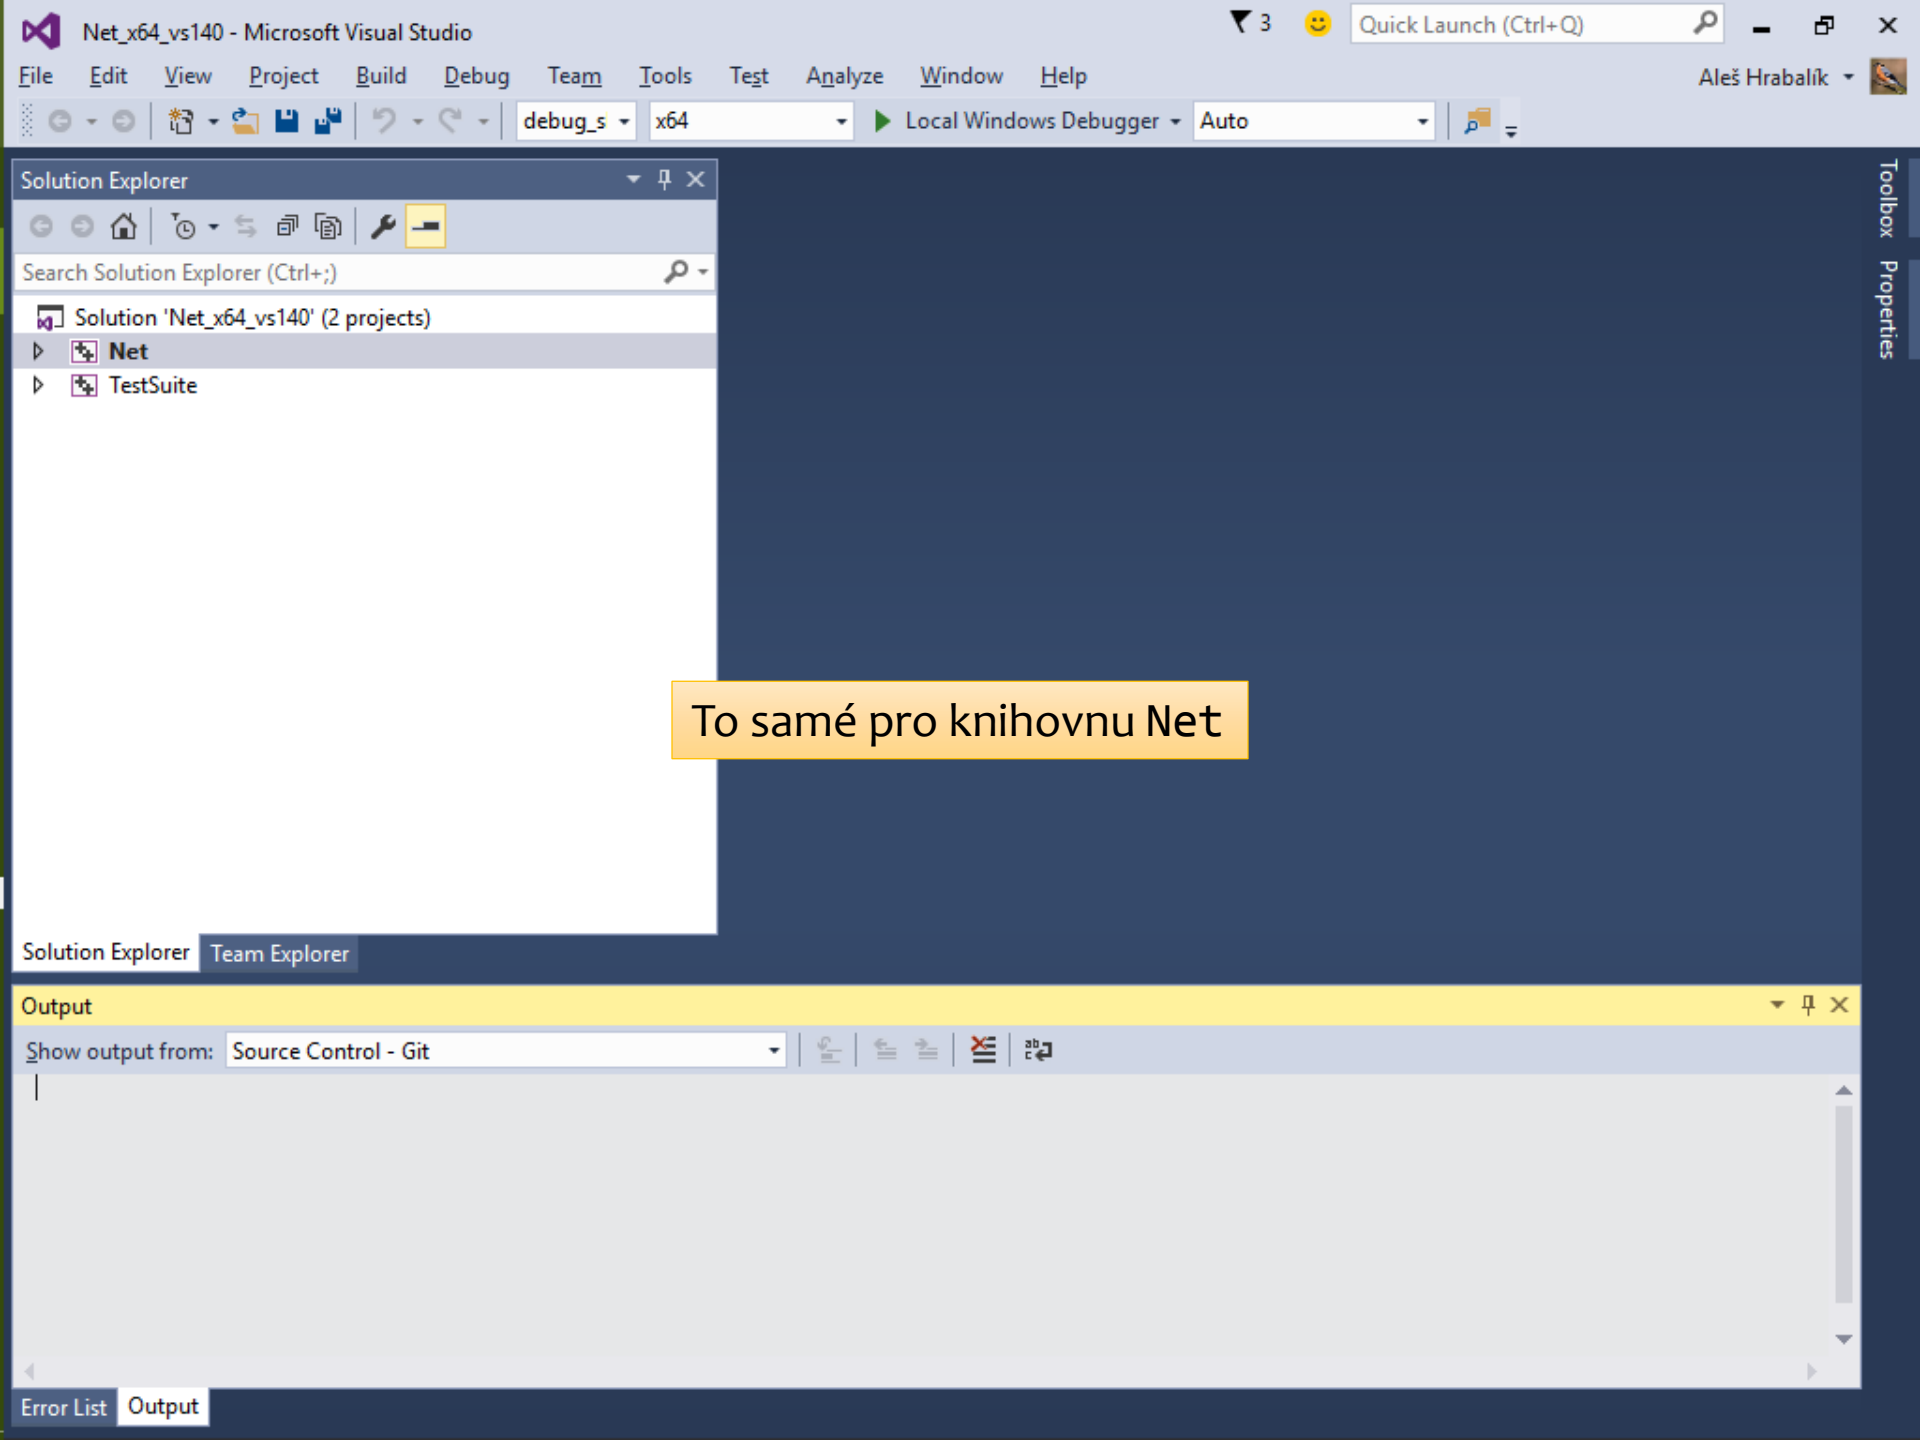 Net_x64_vs140 - Microsoft Visual Studio
3
Quick Launch (Ctrl+Q)
File Edit View Project Build Debug Team Tools Test Analyze Window Help
Aleš Hrabalík
debug_s
x64
Local Windows Debugger
Auto
Solution Explorer
Search Solution Explorer (Ctrl+;)
Solution 'Net_x64_vs140' (2 projects)
Net
TestSuite
Toolbox
Properties
To samé pro knihovnu Net
Solution Explorer Team Explorer
Output
Show output from: Source Control - Git
Error List Output